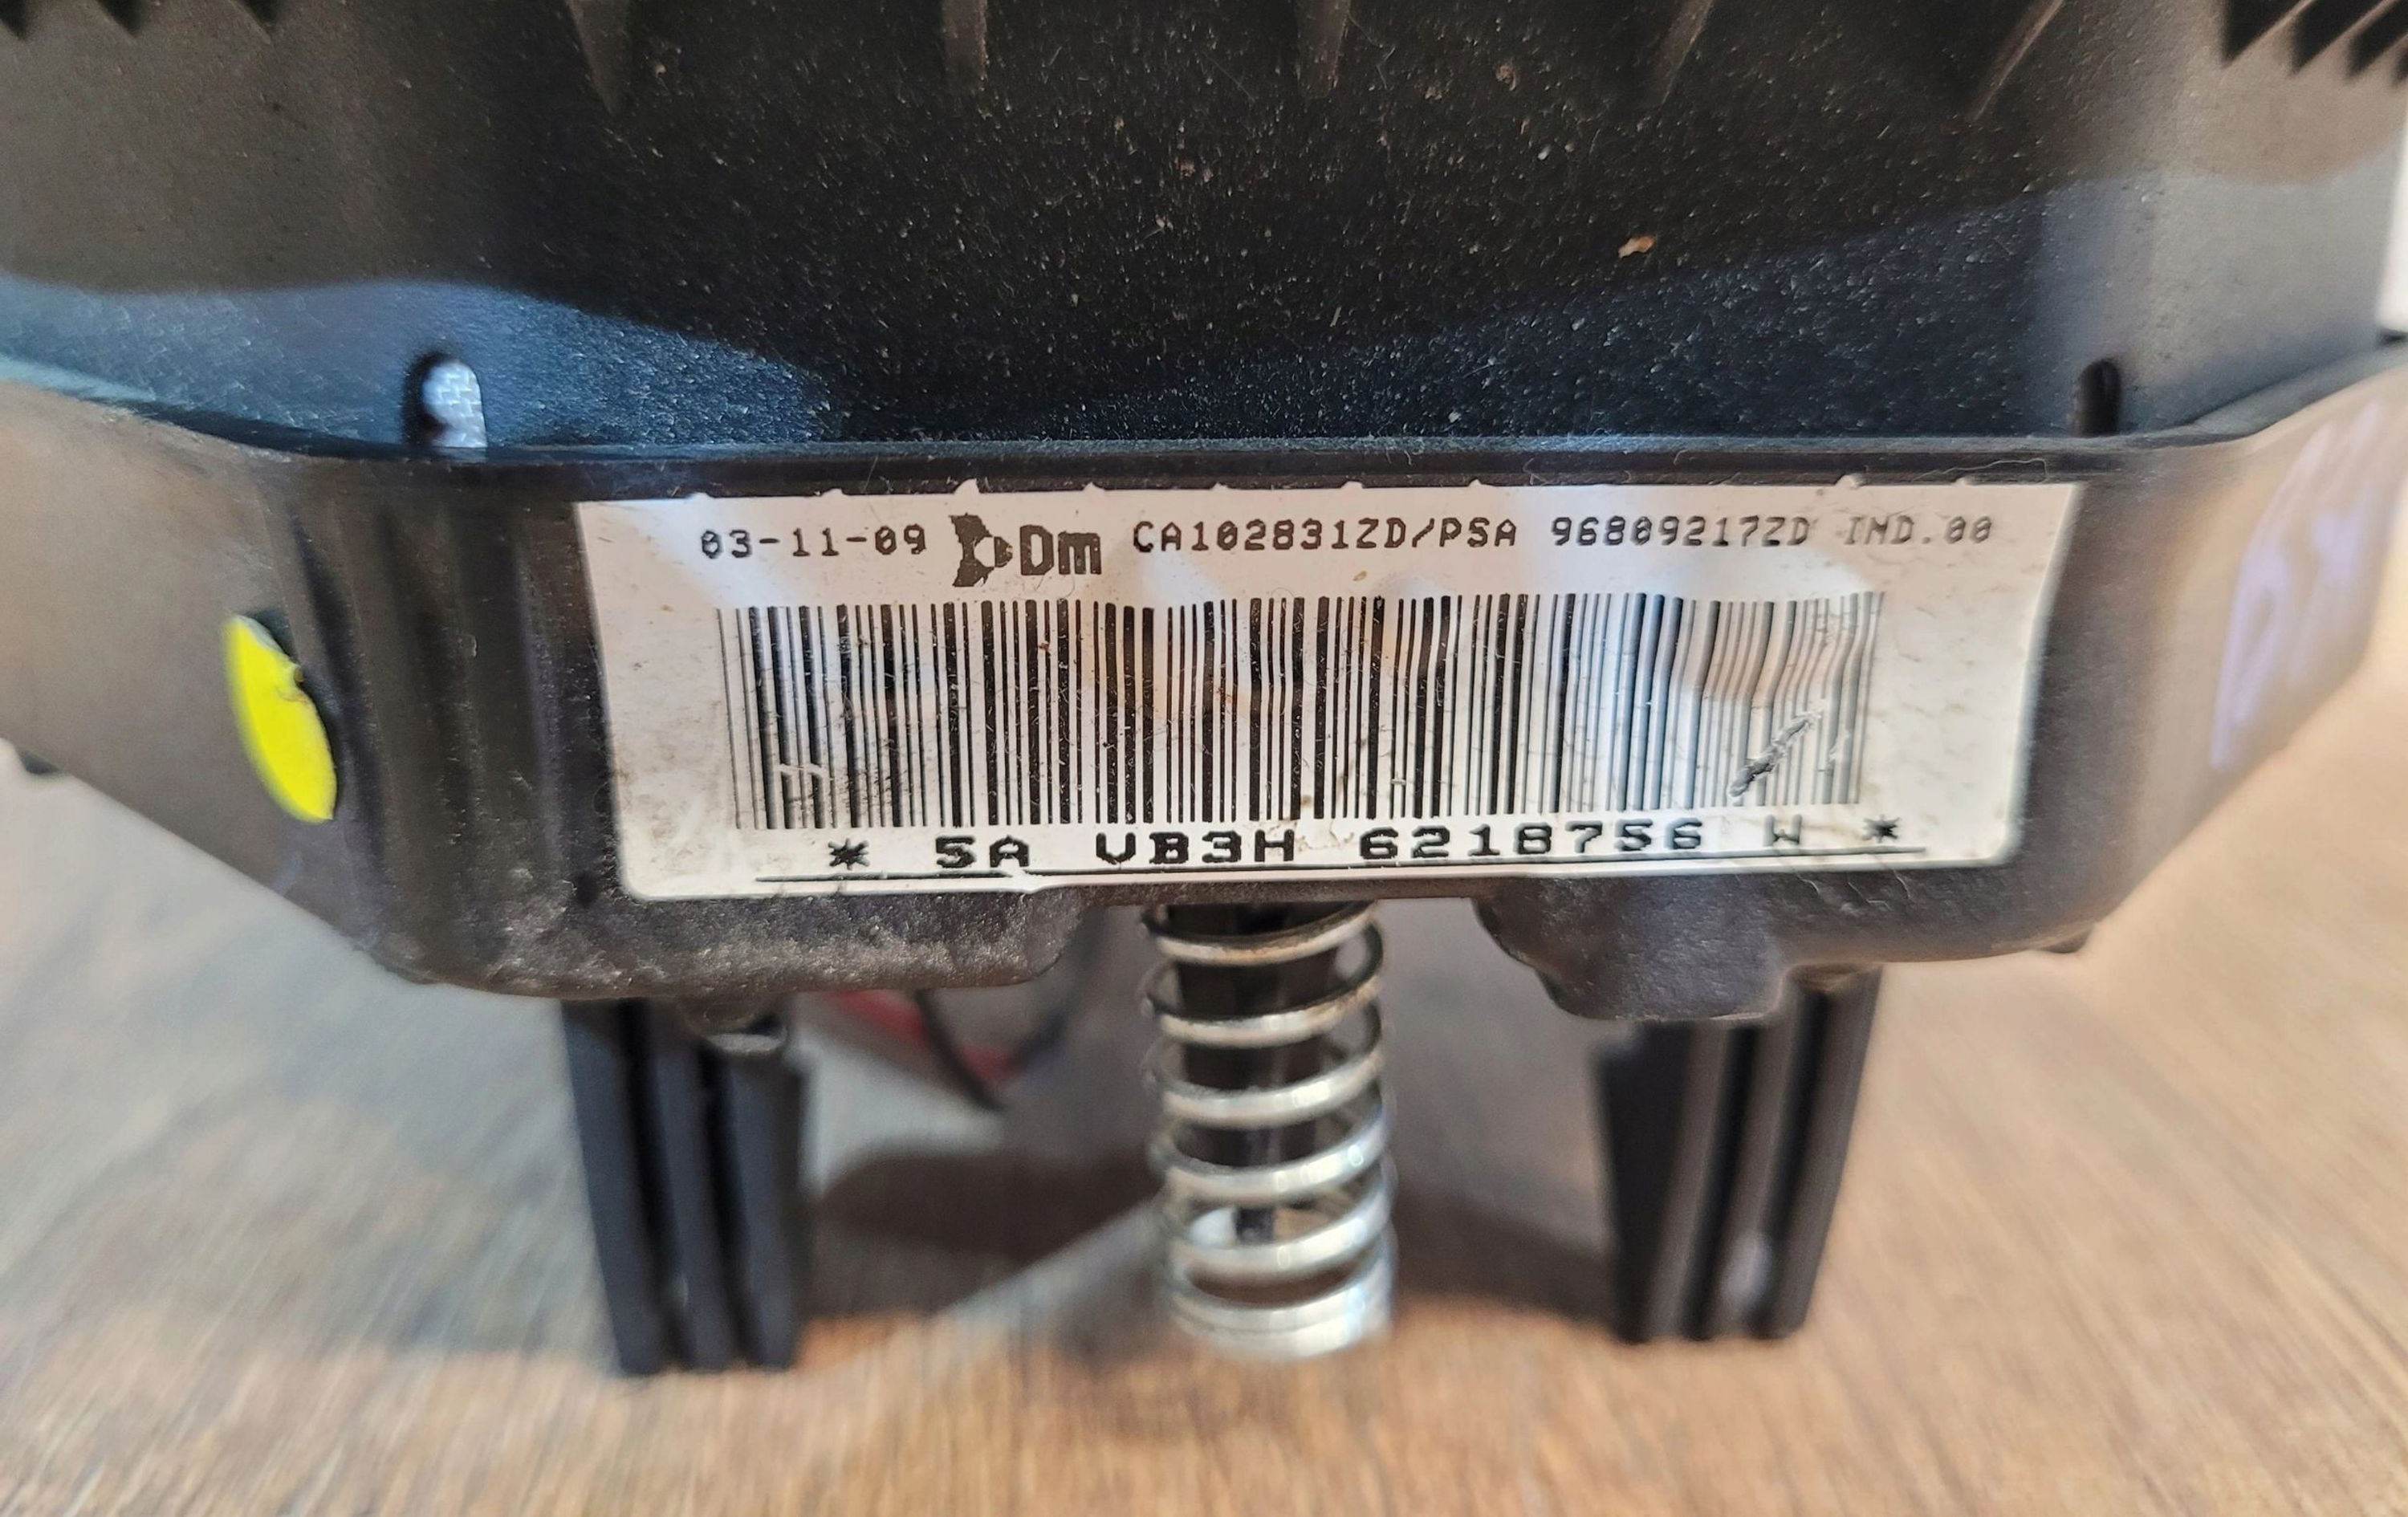 03-11-09 Dm CA102831ZD/PSA 96809217ZD IND.00
* 5A VB3H 6218756 W *